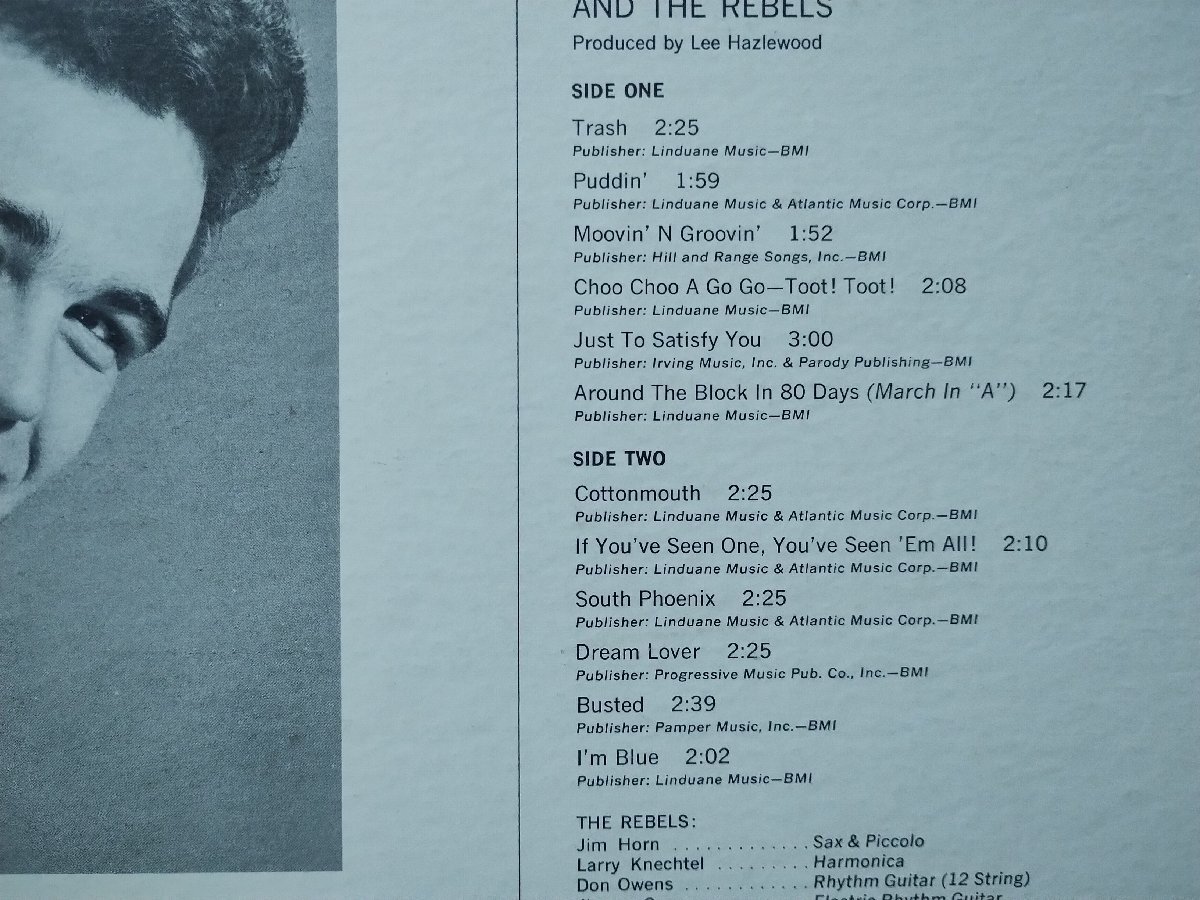 AND THE REBELS
Produced by Lee Hazlewood
SIDE ONE
Trash 2:25
Publisher: Linduane Music—BMI
Puddin' 1:59
Publisher: Linduane Music & Atlantic Music Corp.—BMI
Moovin' N Groovin' 1:52
Publisher: Hill and Range Songs, Inc.—BMI
Choo Choo A Go Go—Toot! Toot! 2:08
Publisher: Linduane Music—BMI
Just To Satisfy You 3:00
Publisher: Irving Music, Inc. & Parody Publishing—BMI
Around The Block In 80 Days (March In "A") 2:17
Publisher: Linduane Music—BMI
SIDE TWO
Cottonmouth 2:25
Publisher: Linduane Music & Atlantic Music Corp.—BMI
If You've Seen One, You've Seen 'Em All! 2:10
Publisher: Linduane Music & Atlantic Music Corp.—BMI
South Phoenix 2:25
Publisher: Linduane Music & Atlantic Music Corp.—BMI
Dream Lover 2:25
Publisher: Progressive Music Pub. Co., Inc.—BMI
Busted 2:39
Publisher: Pamper Music, Inc.—BMI
I'm Blue 2:02
Publisher: Linduane Music—BMI
THE REBELS:
Jim Horn . . . . . . . . . . . . Sax & Piccolo
Larry Knechtel . . . . . . . . . Harmonica
Don Owens . . . . . . . . . . . Rhythm Guitar (12 String)
Electric Rhythm Guitar